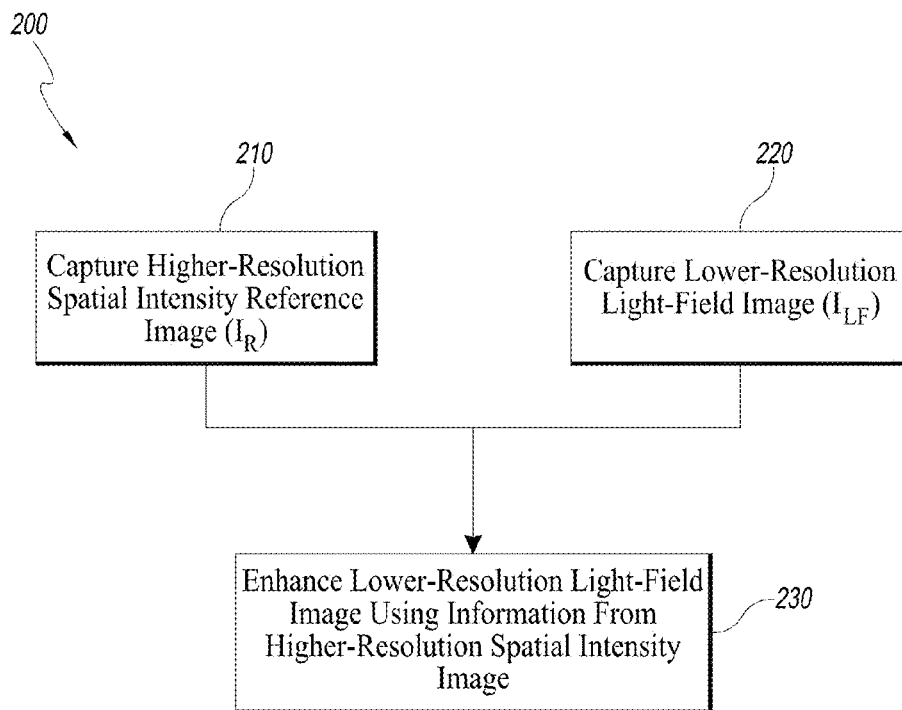 200
210
220
Capture Higher-Resolution
Spatial Intensity Reference
Image (I_R)
Capture Lower-Resolution
Light-Field Image (I_LF)
Enhance Lower-Resolution Light-Field
Image Using Information From
Higher-Resolution Spatial Intensity
Image
230